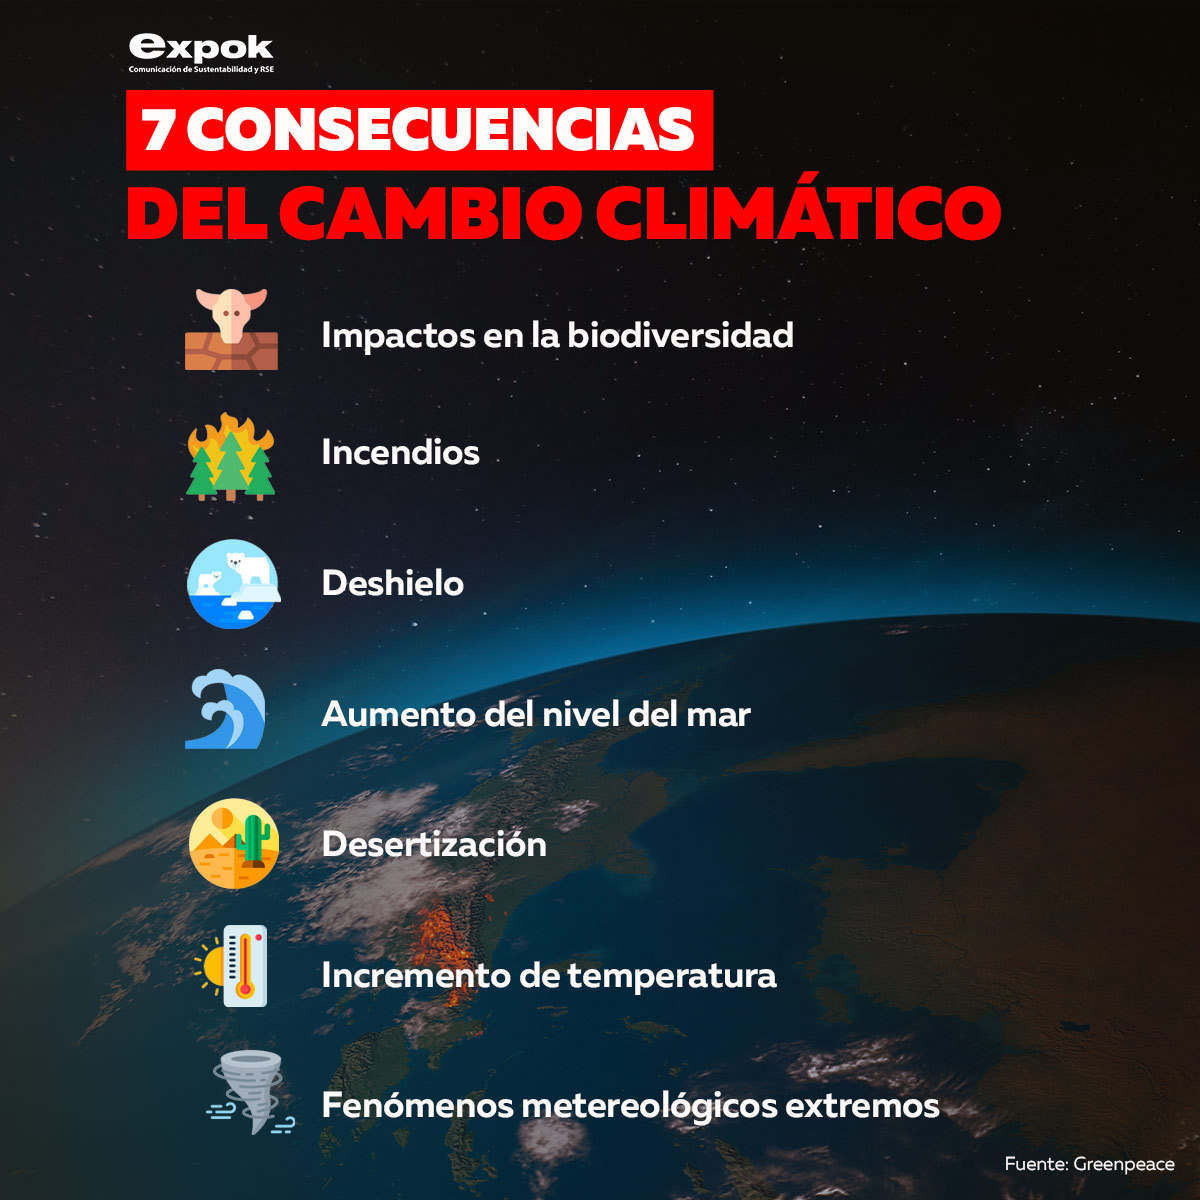 expok
Comunicación de Sustentabilidad y RSE
7 CONSECUENCIAS
DEL CAMBIO CLIMÁTICO
Impactos en la biodiversidad
Incendios
Deshielo
Aumento del nivel del mar
Desertización
Incremento de temperatura
Fenómenos metereológicos extremos
Fuente: Greenpeace